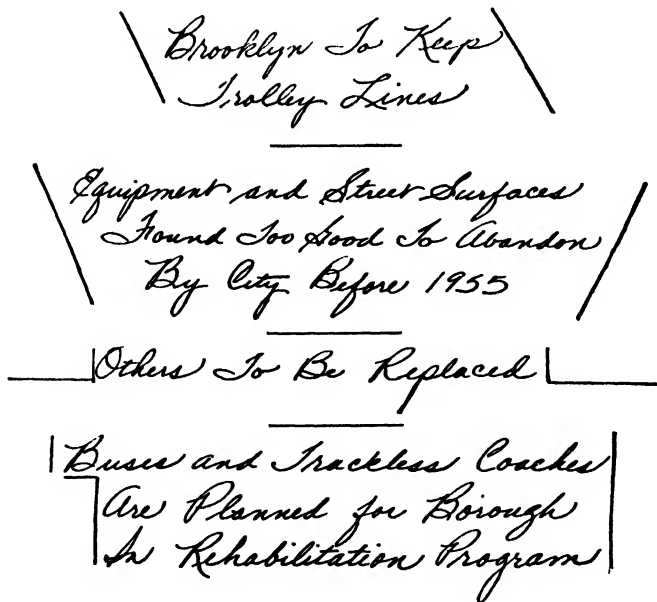 Brooklyn To Keep
Trolley Lines
Equipment and Street Surfaces
Found Too Good To Abandon
By City Before 1955
Others To Be Replaced
Buses and Trackless Coaches
Are Planned for Borough
In Rehabilitation Program